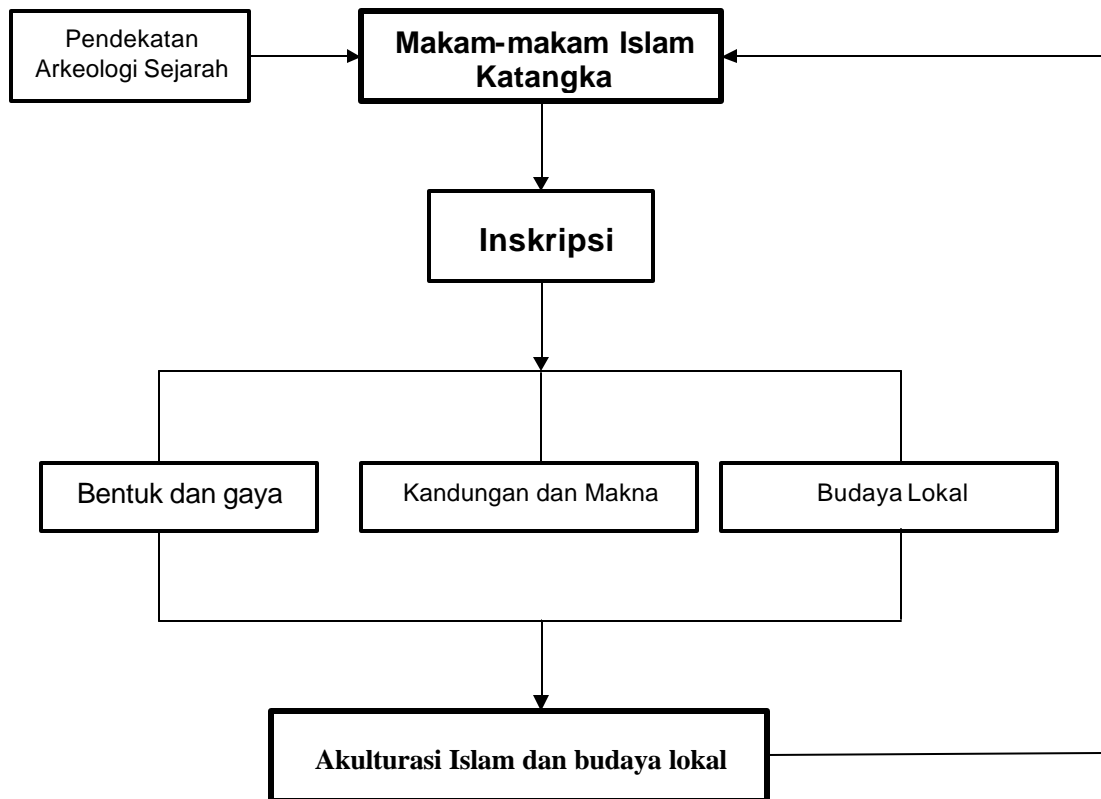 Pendekatan
Arkeologi Sejarah
Makam-makam Islam
Katangka
Inskripsi
Bentuk dan gaya
Kandungan dan Makna
Budaya Lokal
Akulturasi Islam dan budaya lokal